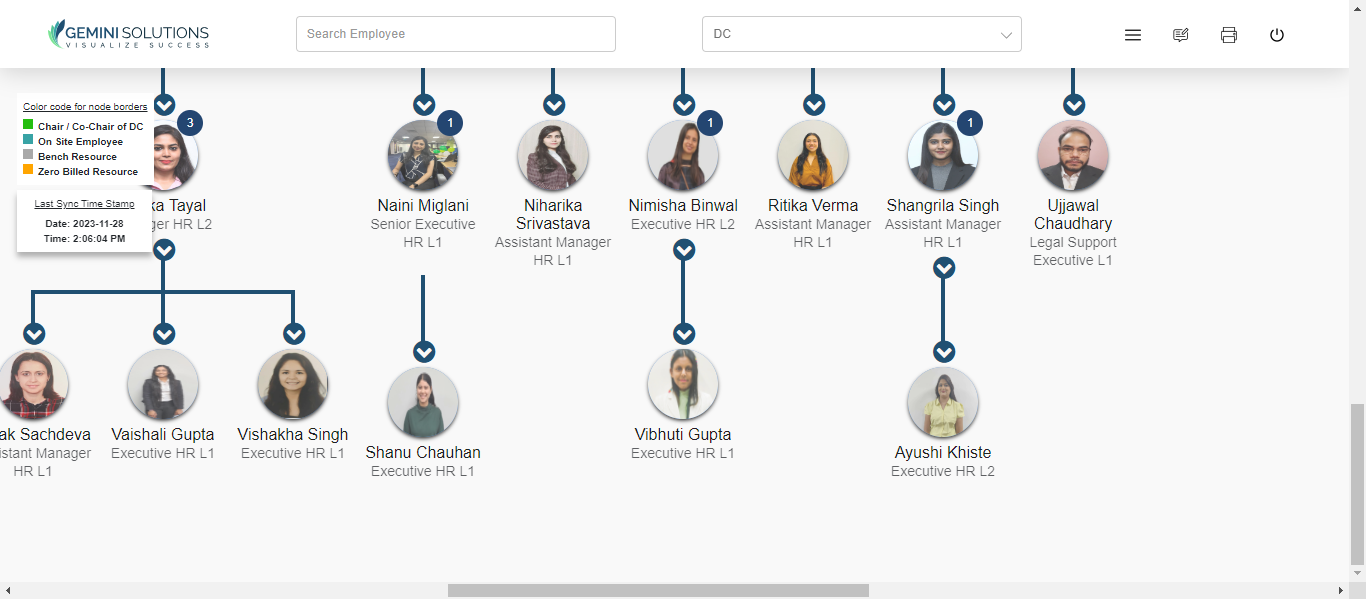 GEMINI SOLUTIONS
VISUALIZE SUCCESS
Search Employee
DC
Color code for node borders
Chair / Co-Chair of DC
On Site Employee
Bench Resource
Zero Billed Resource
Last Sync Time Stamp
Date: 2023-11-28
Time: 2:06:04 PM
3
ka Tayal
ger HR L2
1
Naini Miglani
Senior Executive
HR L1
Niharika
Srivastava
Assistant Manager
HR L1
1
Nimisha Binwal
Executive HR L2
Ritika Verma
Assistant Manager
HR L1
1
Shangrila Singh
Assistant Manager
HR L1
Ujjawal
Chaudhary
Legal Support
Executive L1
ak Sachdeva
istant Manager
HR L1
Vaishali Gupta
Executive HR L1
Vishakha Singh
Executive HR L1
Shanu Chauhan
Executive HR L1
Vibhuti Gupta
Executive HR L1
Ayushi Khiste
Executive HR L2